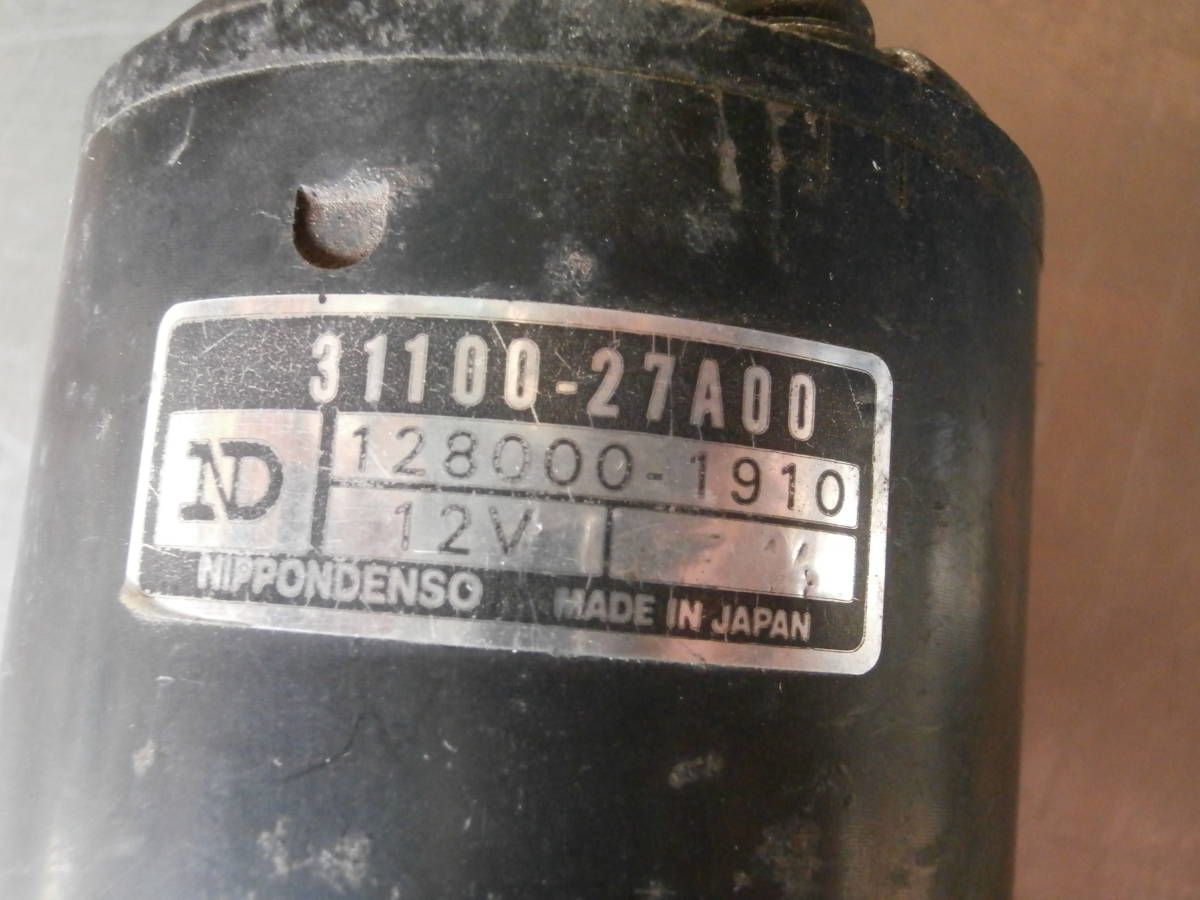 31100-27A00
ND 128000-1910
12V
NIPPONDENSO MADE IN JAPAN